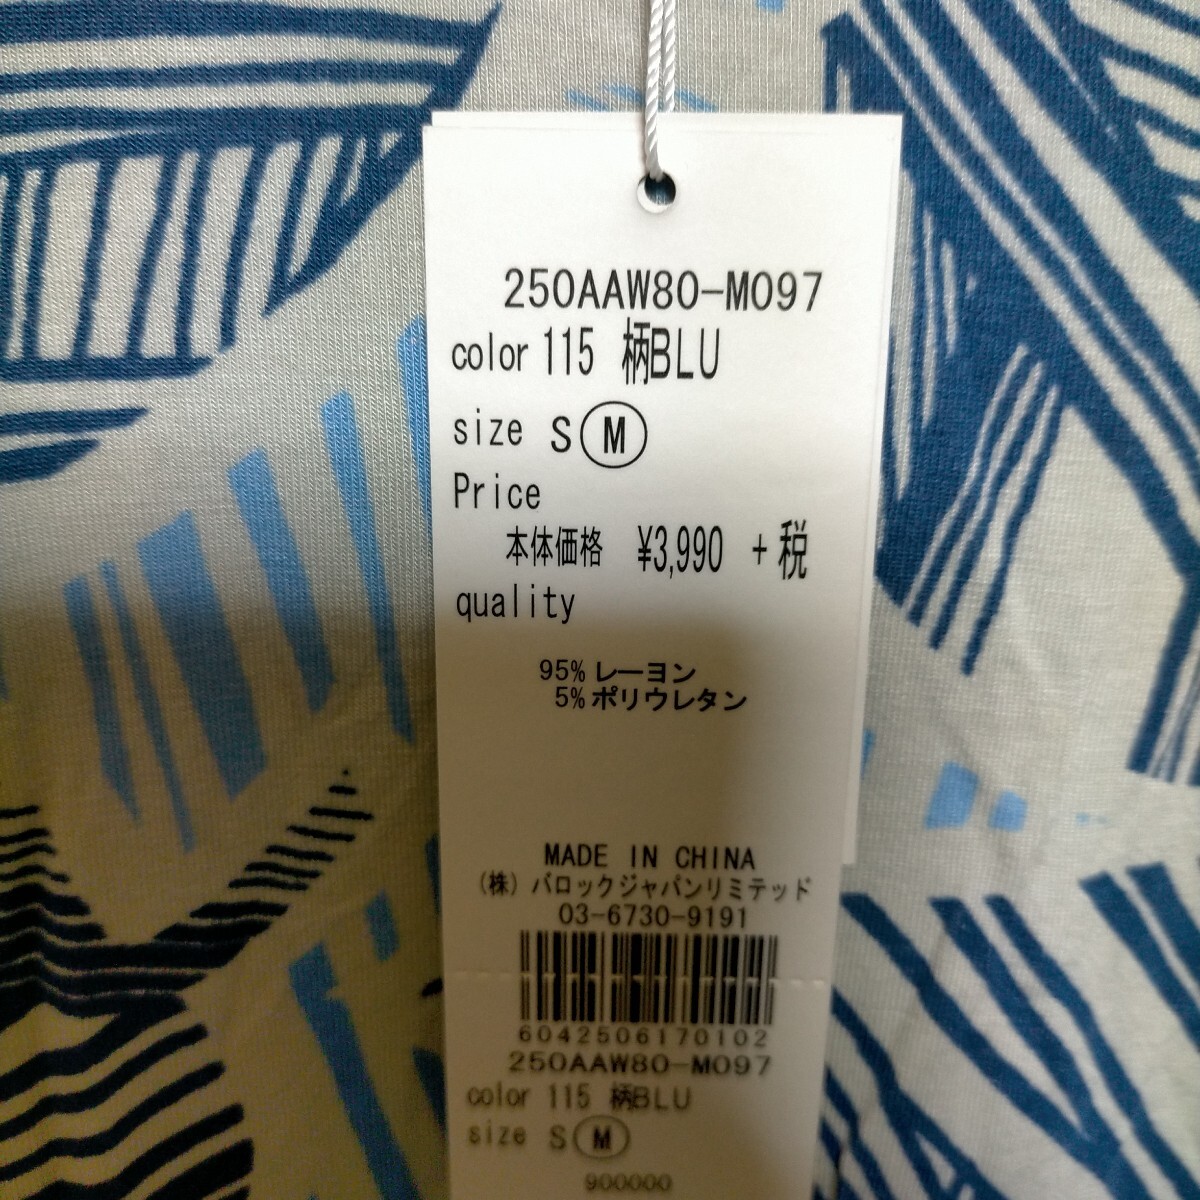 250AAW80-M097
color 115 柄BLU
size S M
Price
本体価格 ¥3,990 +税
quality
95% レーヨン
5% ポリウレタン
MADE IN CHINA
(株) バロックジャパンリミテッド
03-6730-9191
6042506170102
250AAW80-M097
color 115 柄BLU
size S M
900000